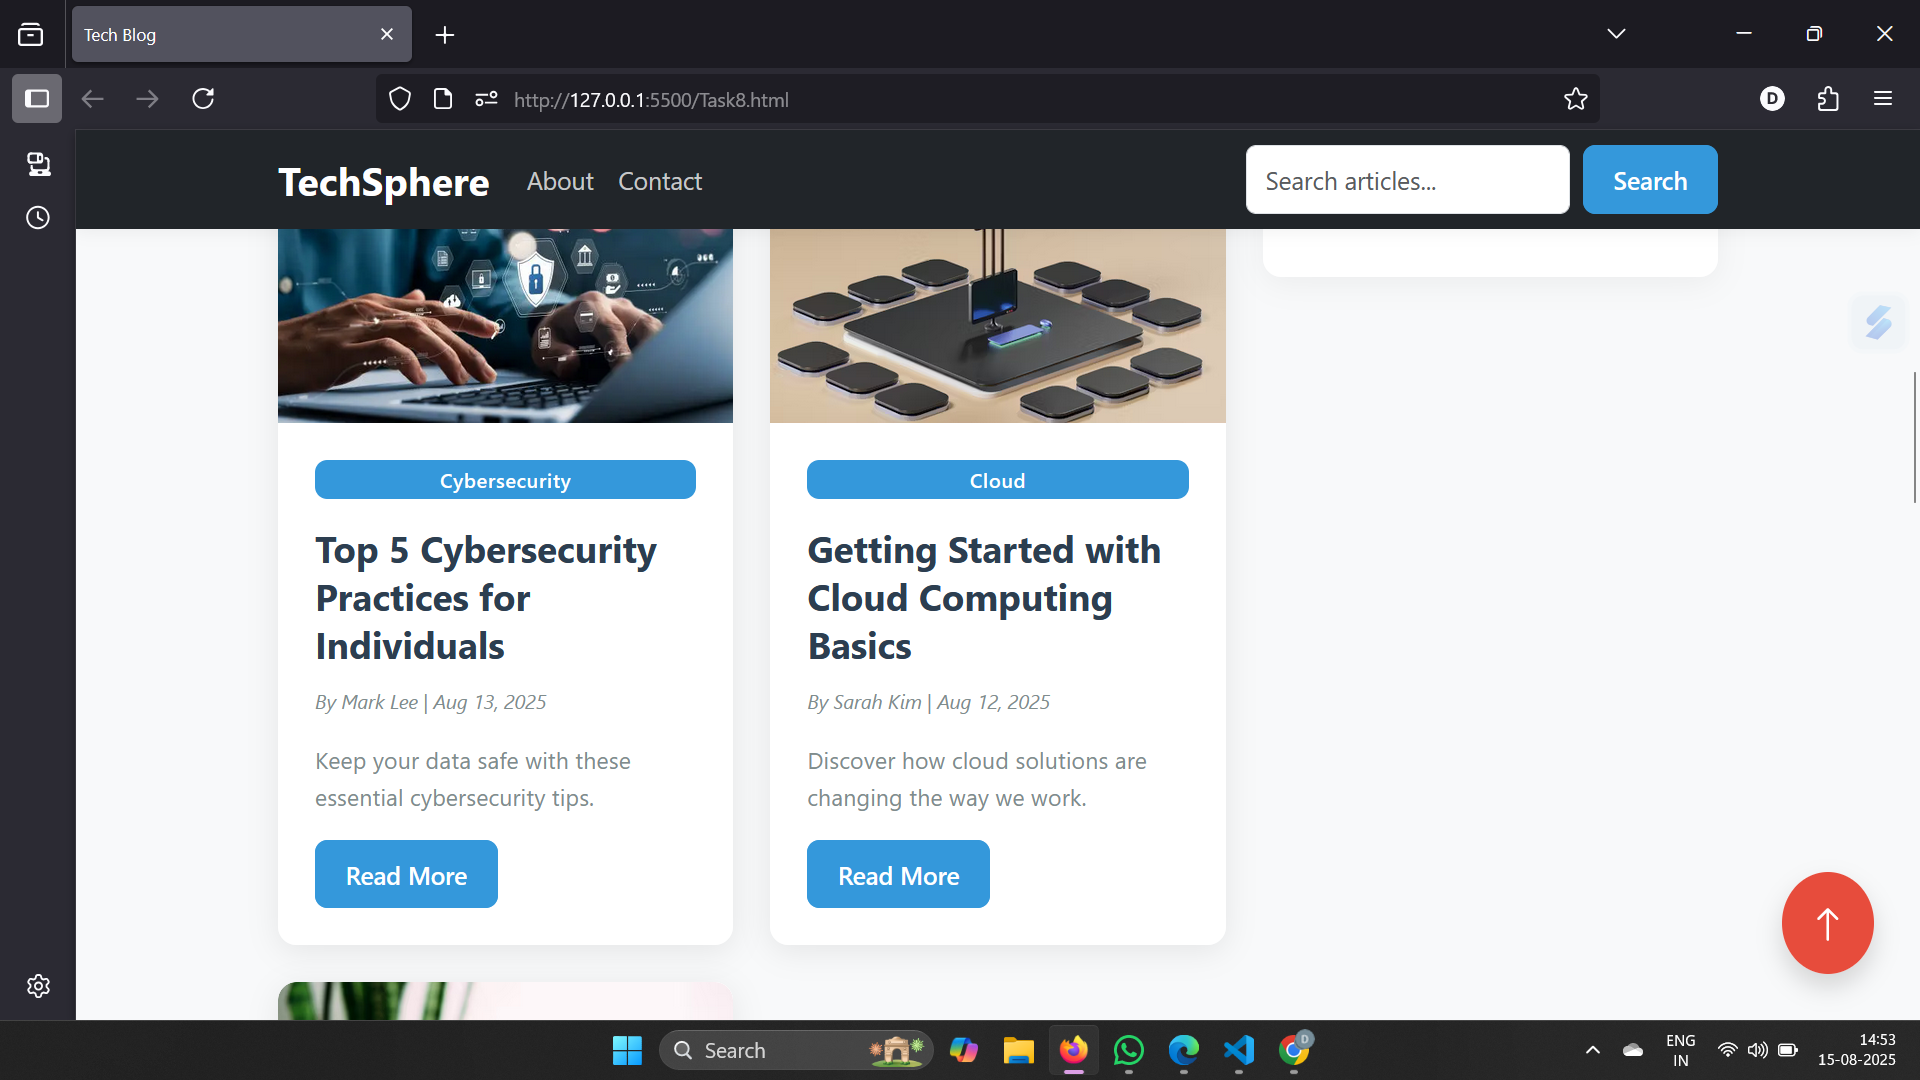 Tech Blog
http://127.0.0.1:5500/Task8.html
D
TechSphere
About
Contact
Search articles...
Search
Cybersecurity
Top 5 Cybersecurity
Practices for
Individuals
By Mark Lee | Aug 13, 2025
Keep your data safe with these
essential cybersecurity tips.
Read More
Cloud
Getting Started with
Cloud Computing
Basics
By Sarah Kim | Aug 12, 2025
Discover how cloud solutions are
changing the way we work.
Read More
Search
D
ENG
IN
14:53
15-08-2025